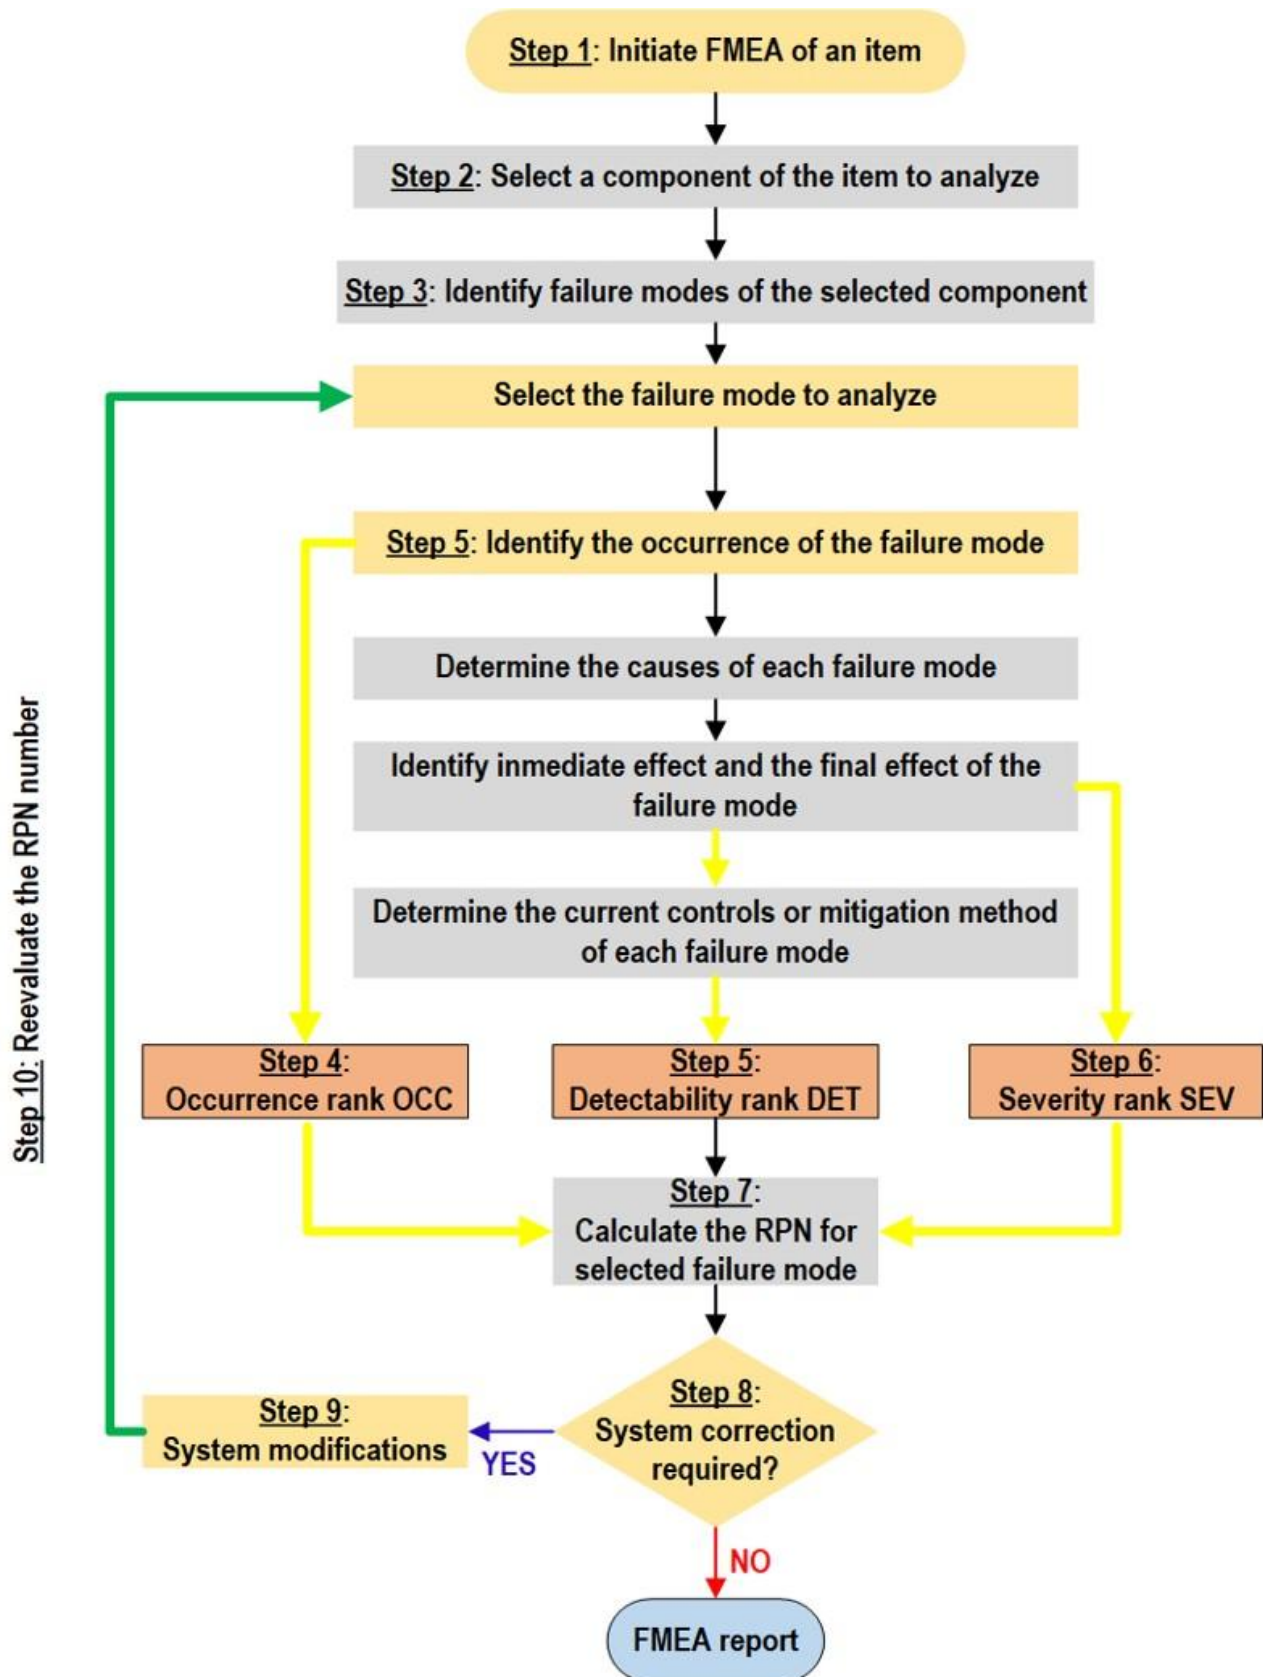 Step 1: Initiate FMEA of an item
Step 2: Select a component of the item to analyze
Step 3: Identify failure modes of the selected component
Select the failure mode to analyze
Step 5: Identify the occurrence of the failure mode
Determine the causes of each failure mode
Identify inmediate effect and the final effect of the
failure mode
Determine the current controls or mitigation method
of each failure mode
Step 10: Reevaluate the RPN number
Step 4:
Occurrence rank OCC
Step 5:
Detectability rank DET
Step 6:
Severity rank SEV
Step 7:
Calculate the RPN for
selected failure mode
Step 8:
System correction
required?
YES
Step 9:
System modifications
NO
FMEA report